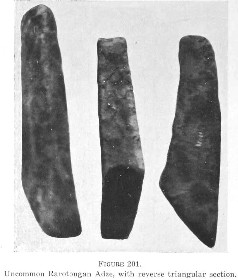 FIGURE 201.
Uncommon Rarotongan Adze, with reverse triangular section.